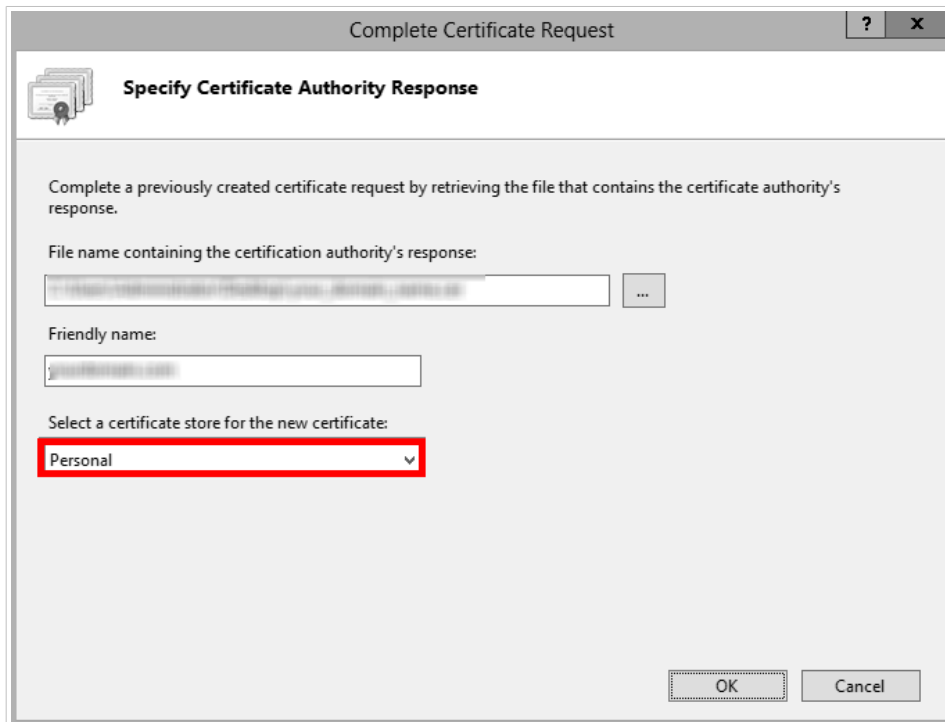 Complete Certificate Request
? x
Specify Certificate Authority Response
Complete a previously created certificate request by retrieving the file that contains the certificate authority's
response.
File name containing the certification authority's response:
...
Friendly name:
Select a certificate store for the new certificate:
Personal
OK Cancel